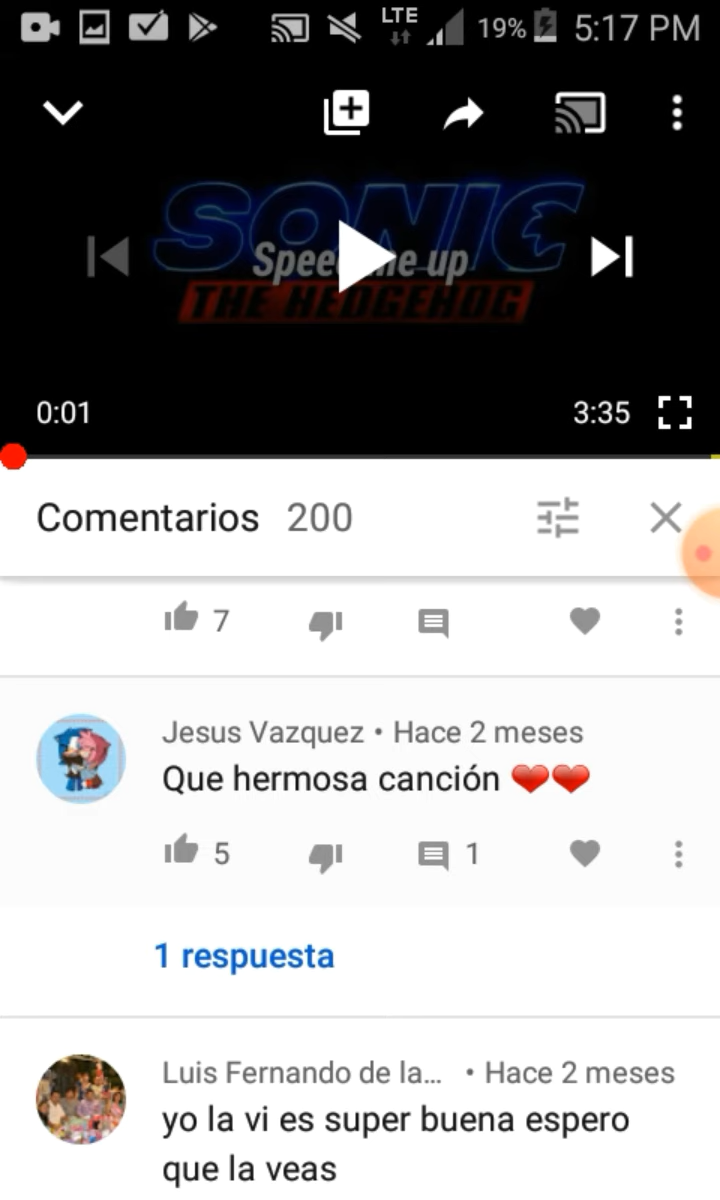 LTE
19%
5:17 PM
SONIC
Speed me up
THE HEDGEHOG
0:01
3:35
Comentarios 200
7
Jesus Vazquez • Hace 2 meses
Que hermosa canción ❤❤
5
1
1 respuesta
Luis Fernando de la... • Hace 2 meses
yo la vi es super buena espero
que la veas